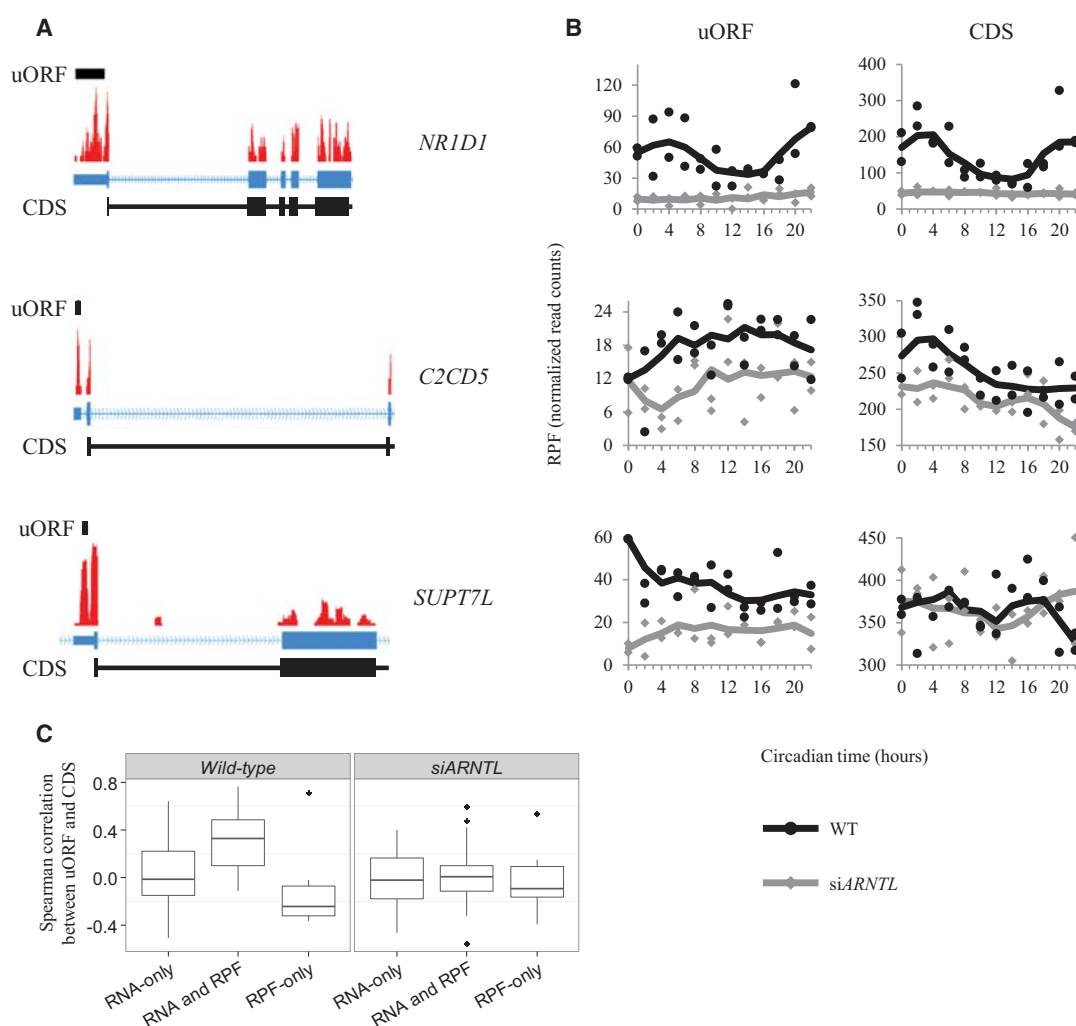 A
uORF
NR1D1
CDS
uORF
C2CD5
CDS
uORF
SUPT7L
CDS
B
uORF
CDS
RPF (normalized read counts)
120
90
60
30
0
0 4 8 12 16 20
400
300
200
100
0
0 4 8 12 16 20
24
18
12
6
0
0 4 8 12 16 20
350
300
250
200
150
0 4 8 12 16 20
60
40
20
0
0 4 8 12 16 20
450
400
350
300
0 4 8 12 16 20
Circadian time (hours)
WT
siARNTL
C
Spearman correlation
between uORF and CDS
Wild-type
siARNTL
0.8
0.4
0.0
-0.4
RNA-only
RNA and RPF
RPF-only
RNA-only
RNA and RPF
RPF-only